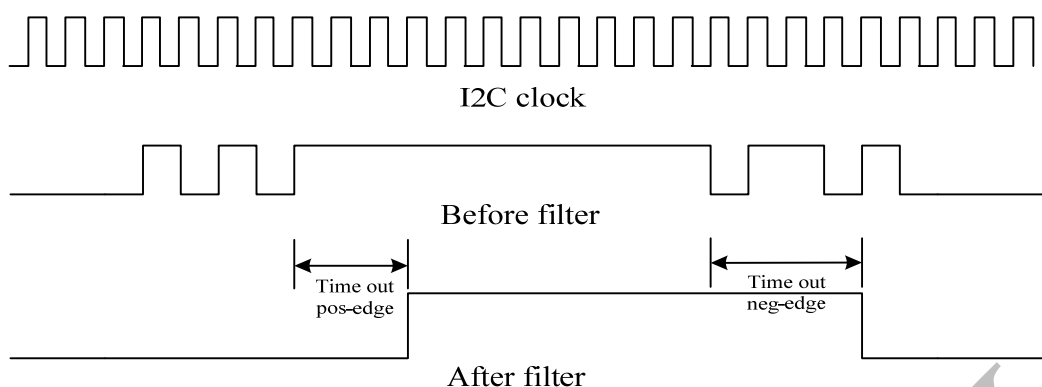 I2C clock
Before filter
Time out
pos-edge
Time out
neg-edge
After filter